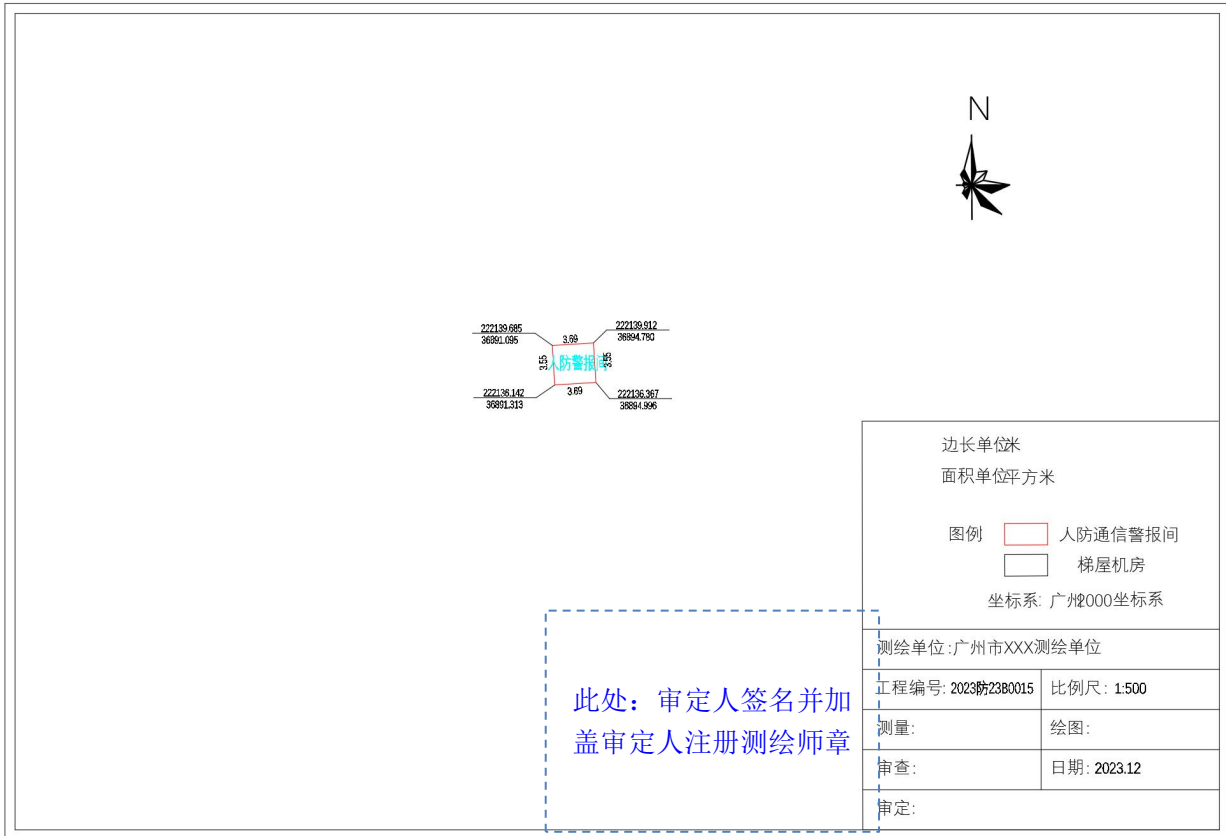 N
222139.685
36891.095
222139.912
36894.780
3.69
3.55
人防警报间
3.55
3.69
222136.142
36891.313
222136.367
36894.996
边长单位米
面积单位平方米
图例
人防通信警报间
梯屋机房
坐标系: 广州2000坐标系
测绘单位:广州市XXX测绘单位
工程编号: 2023防23B0015
比例尺: 1:500
测量:
绘图:
审查:
日期: 2023.12
审定:
此处：审定人签名并加
盖审定人注册测绘师章